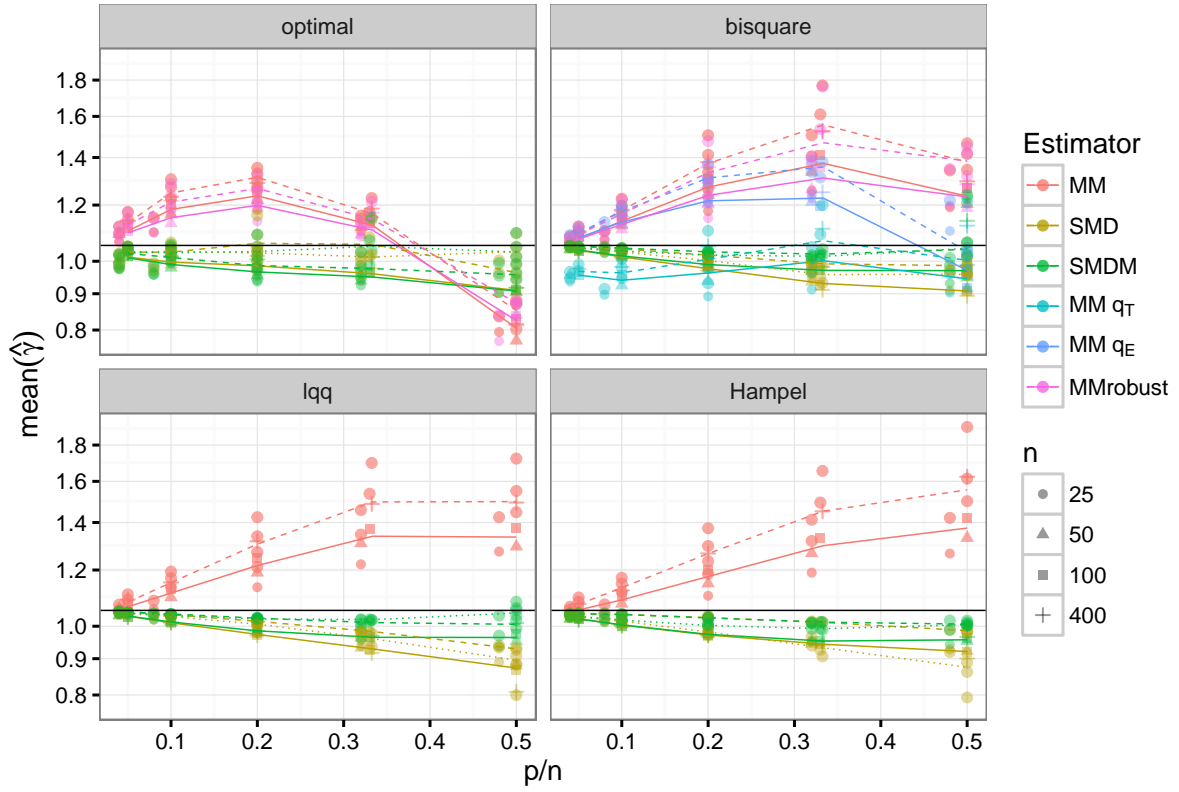 optimal
bisquare
1.8
1.6
1.4
1.2
1.0
0.9
0.8
lqq
Hampel
1.8
1.6
1.4
1.2
1.0
0.9
0.8
0.1
0.2
0.3
0.4
0.5
0.1
0.2
0.3
0.4
0.5
p/n
mean(γ̂)
Estimator
MM
SMD
SMDM
MM q_T
MM q_E
MMrobust
n
25
50
100
400